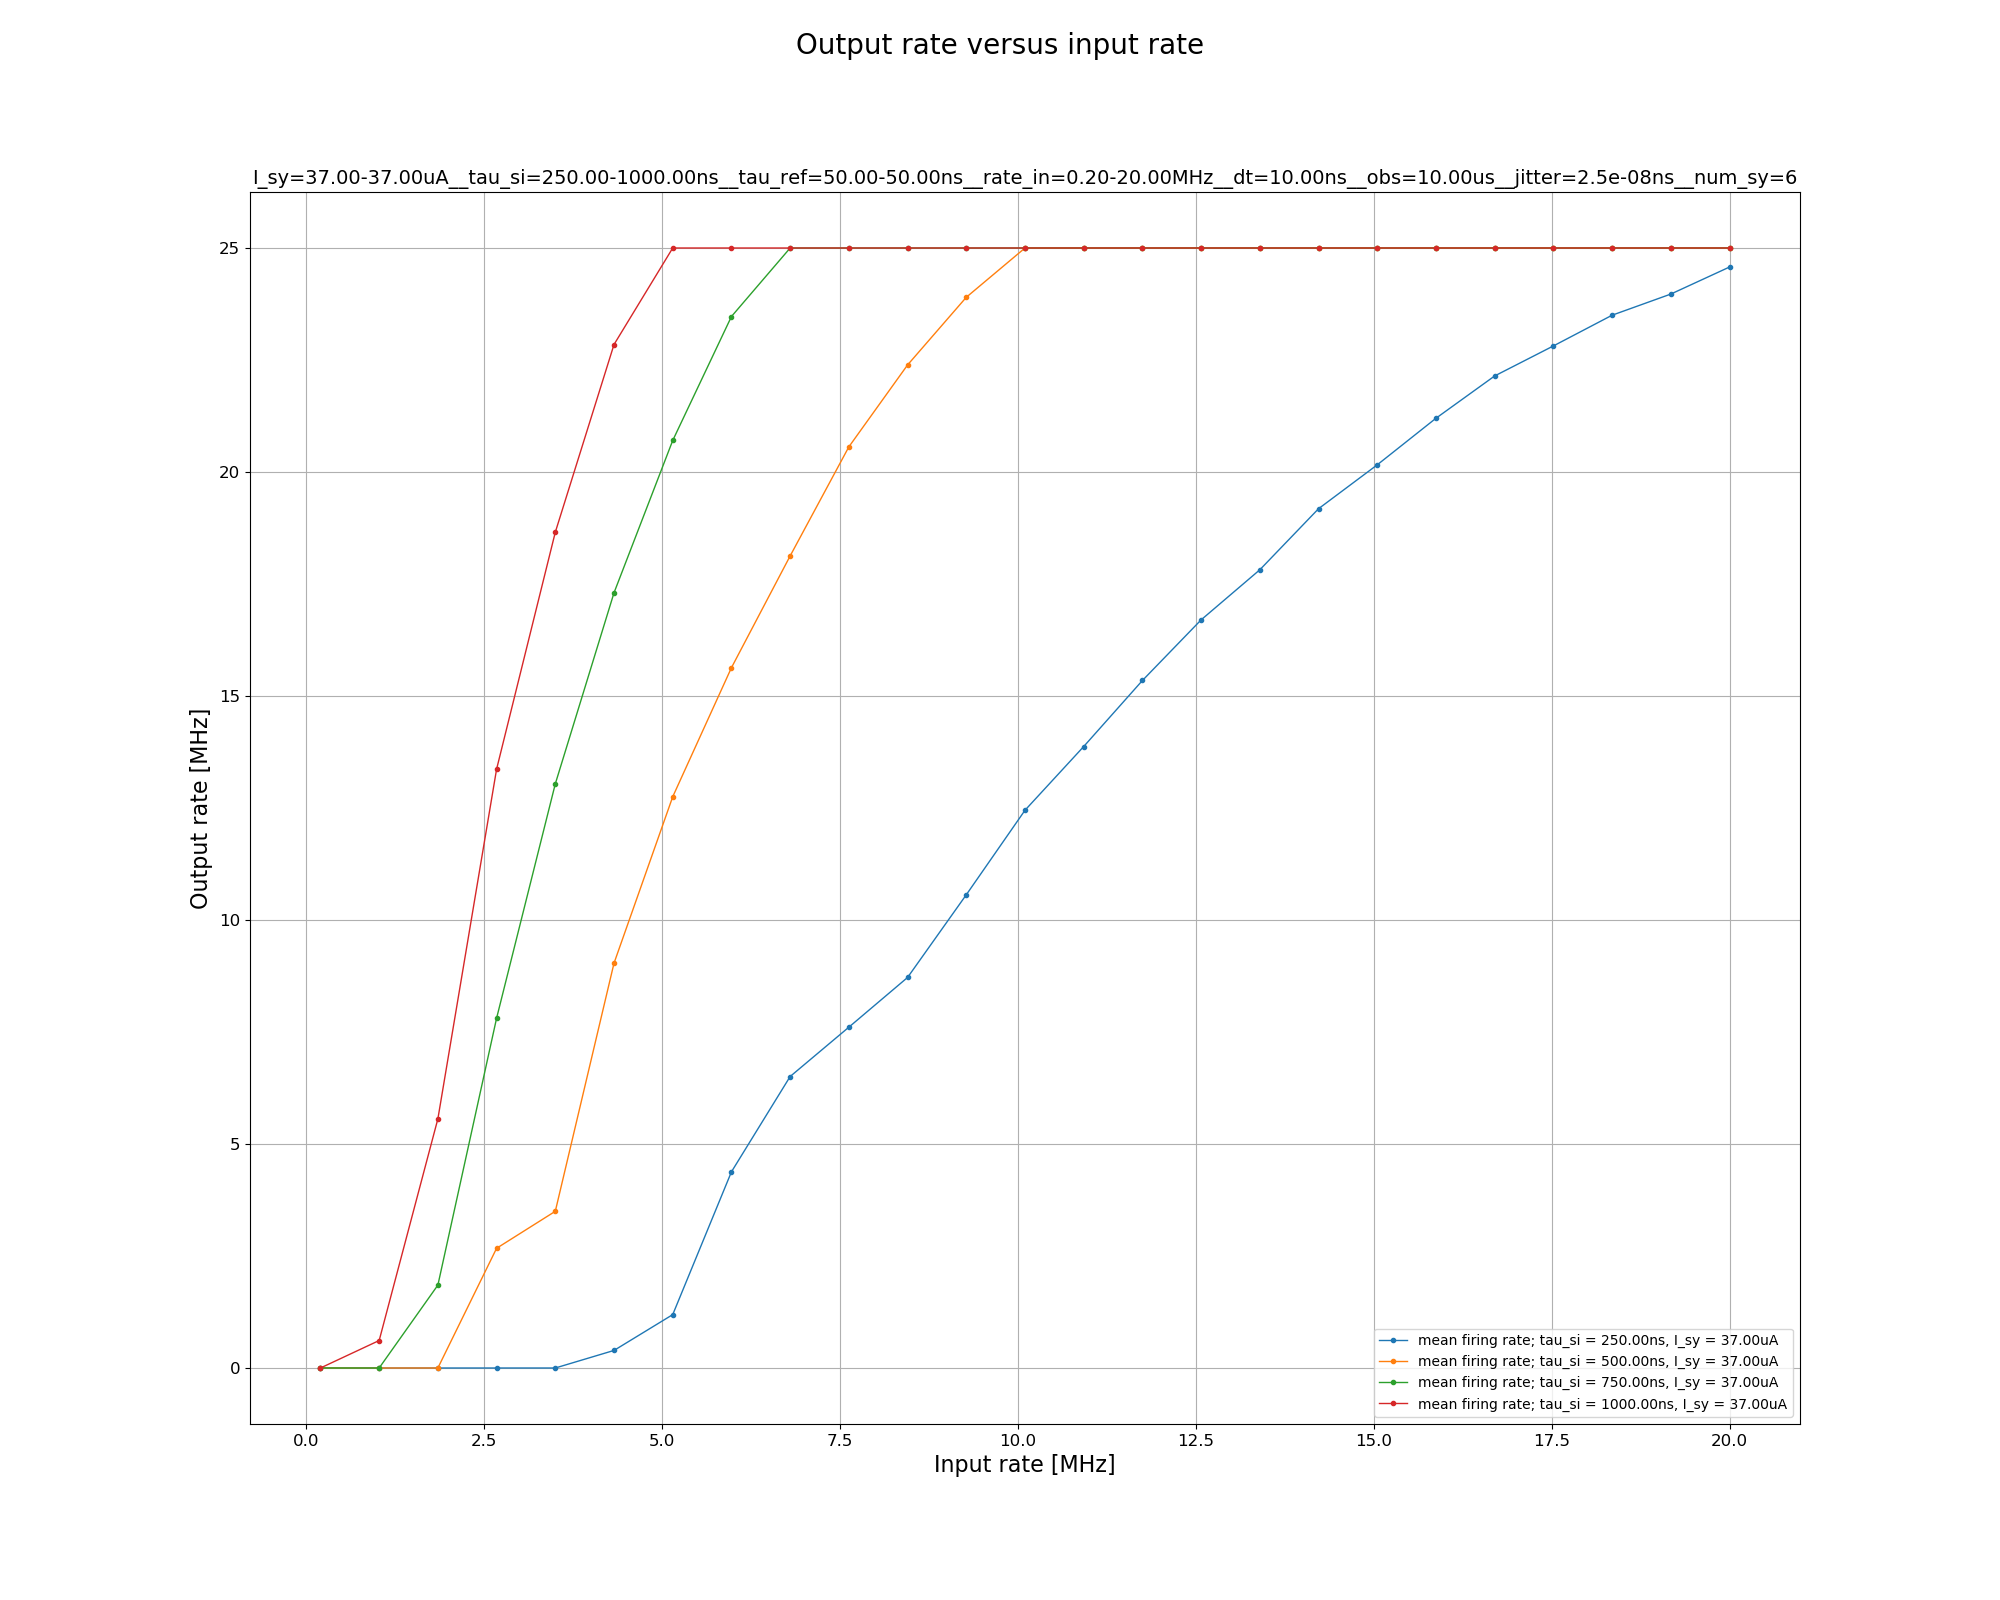 Output rate versus input rate
I_sy=37.00-37.00uA__tau_si=250.00-1000.00ns__tau_ref=50.00-50.00ns__rate_in=0.20-20.00MHz__dt=10.00ns__obs=10.00us__jitter=2.5e-08ns__num_sy=6
25
20
15
10
5
0
Output rate [MHz]
mean firing rate; tau_si = 250.00ns, I_sy = 37.00uA
mean firing rate; tau_si = 500.00ns, I_sy = 37.00uA
mean firing rate; tau_si = 750.00ns, I_sy = 37.00uA
mean firing rate; tau_si = 1000.00ns, I_sy = 37.00uA
0.0 2.5 5.0 7.5 10.0 12.5 15.0 17.5 20.0
Input rate [MHz]